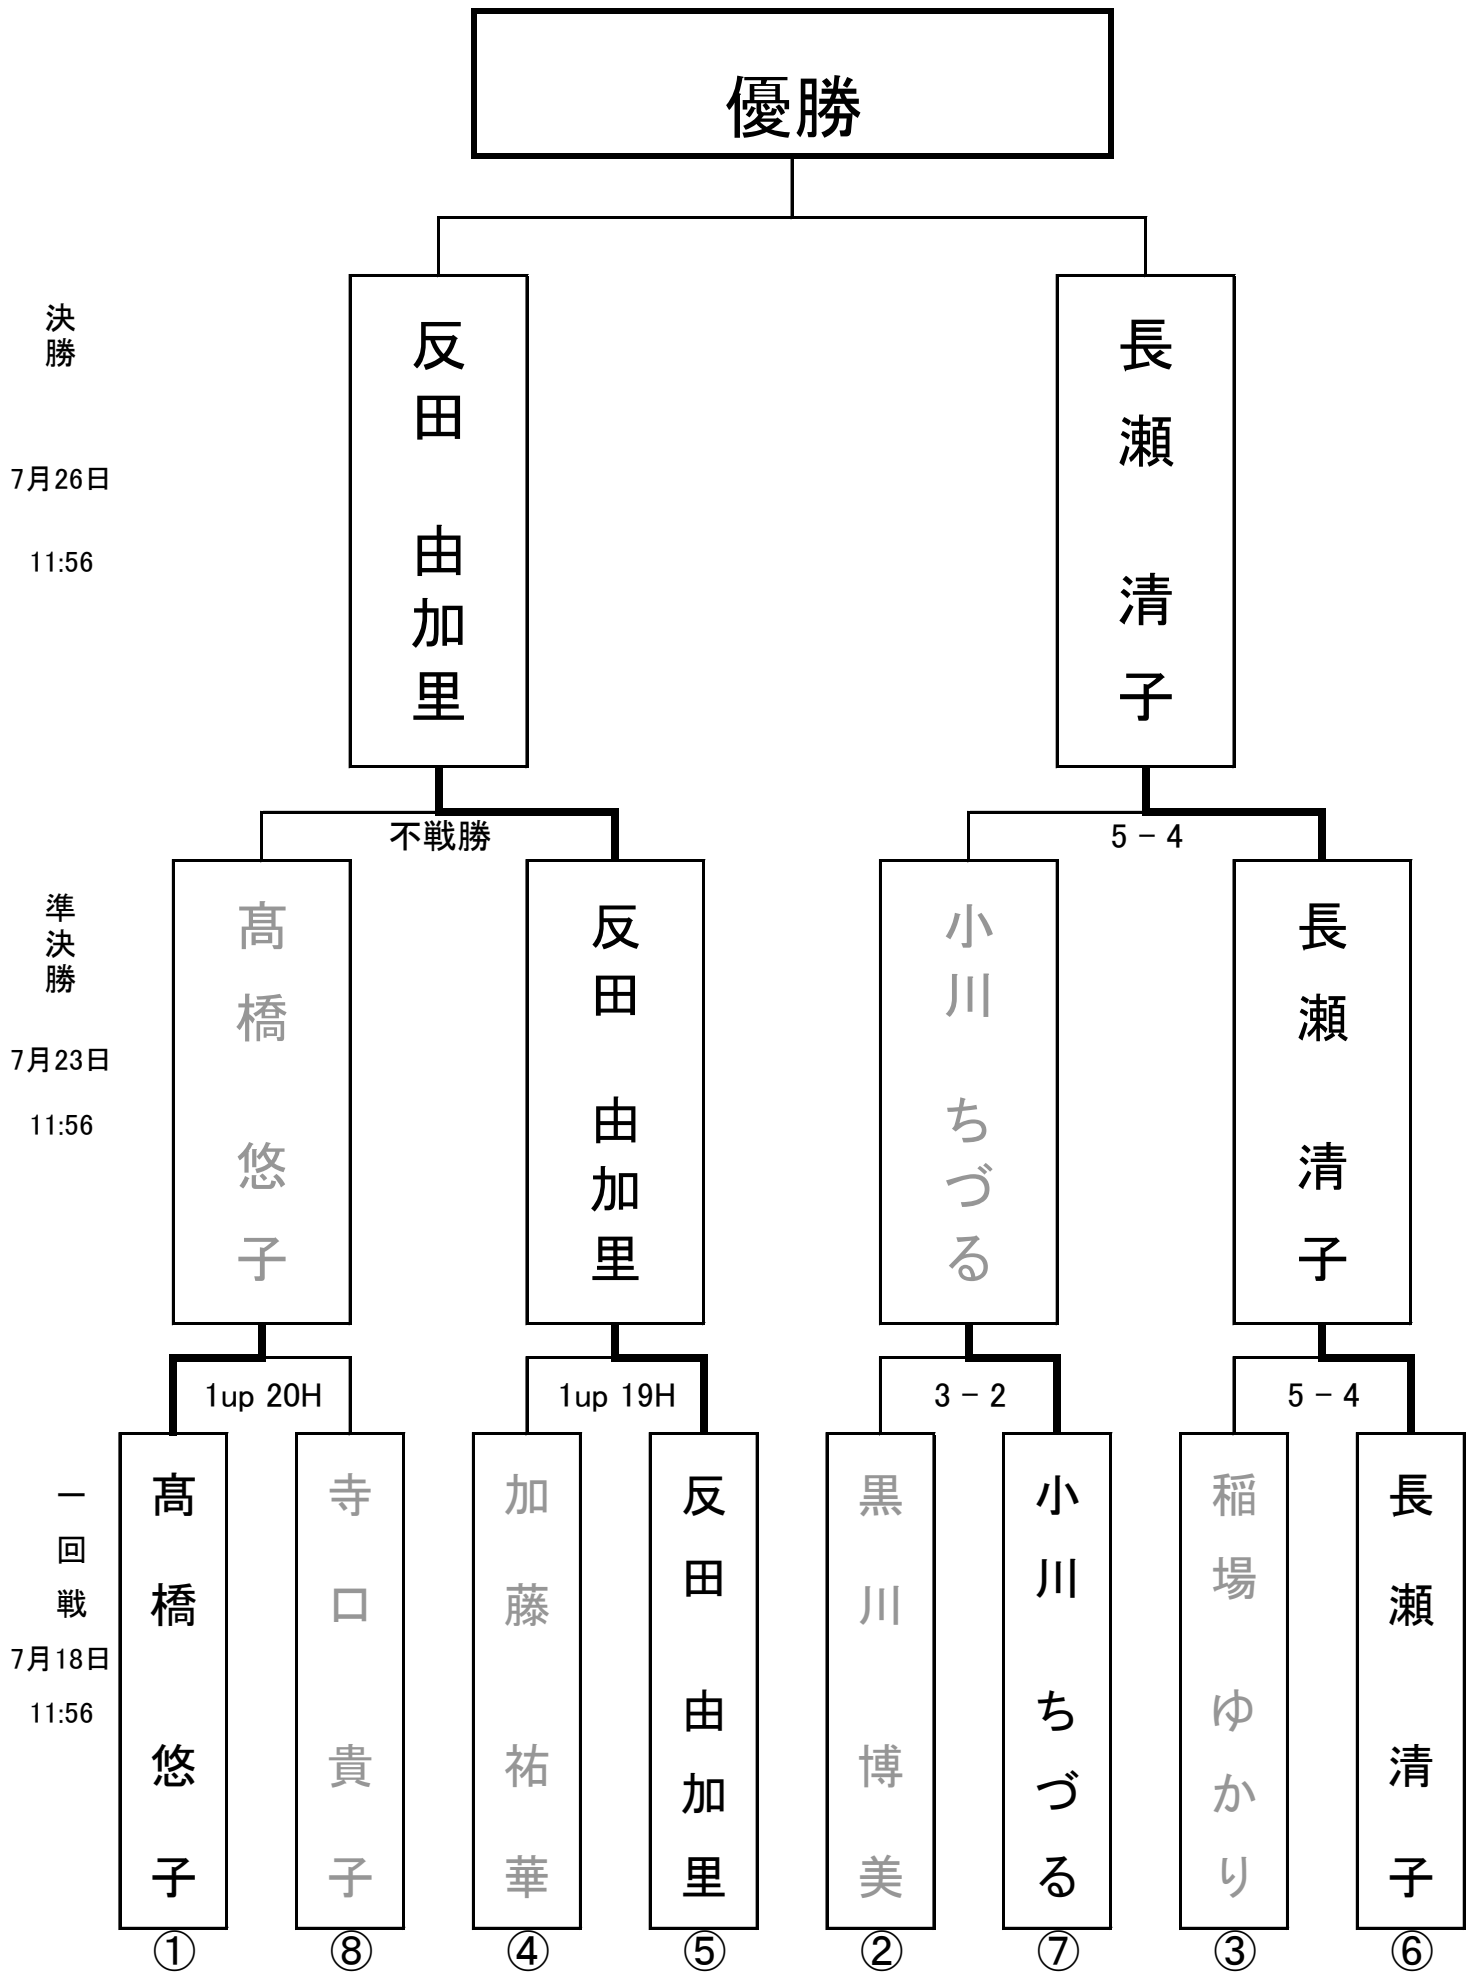 優勝
決勝
7月26日
11:56
反田 由加里
長瀬 清子
不戦勝
5 − 4
準決勝
7月23日
11:56
髙橋 悠子
反田 由加里
小川 ちづる
長瀬 清子
1up 20H
1up 19H
3 − 2
5 − 4
一回戦
7月18日
11:56
髙橋 悠子
寺口 貴子
加藤 祐華
反田 由加里
黒川 博美
小川 ちづる
稲場 ゆかり
長瀬 清子
①
⑧
④
⑤
②
⑦
③
⑥